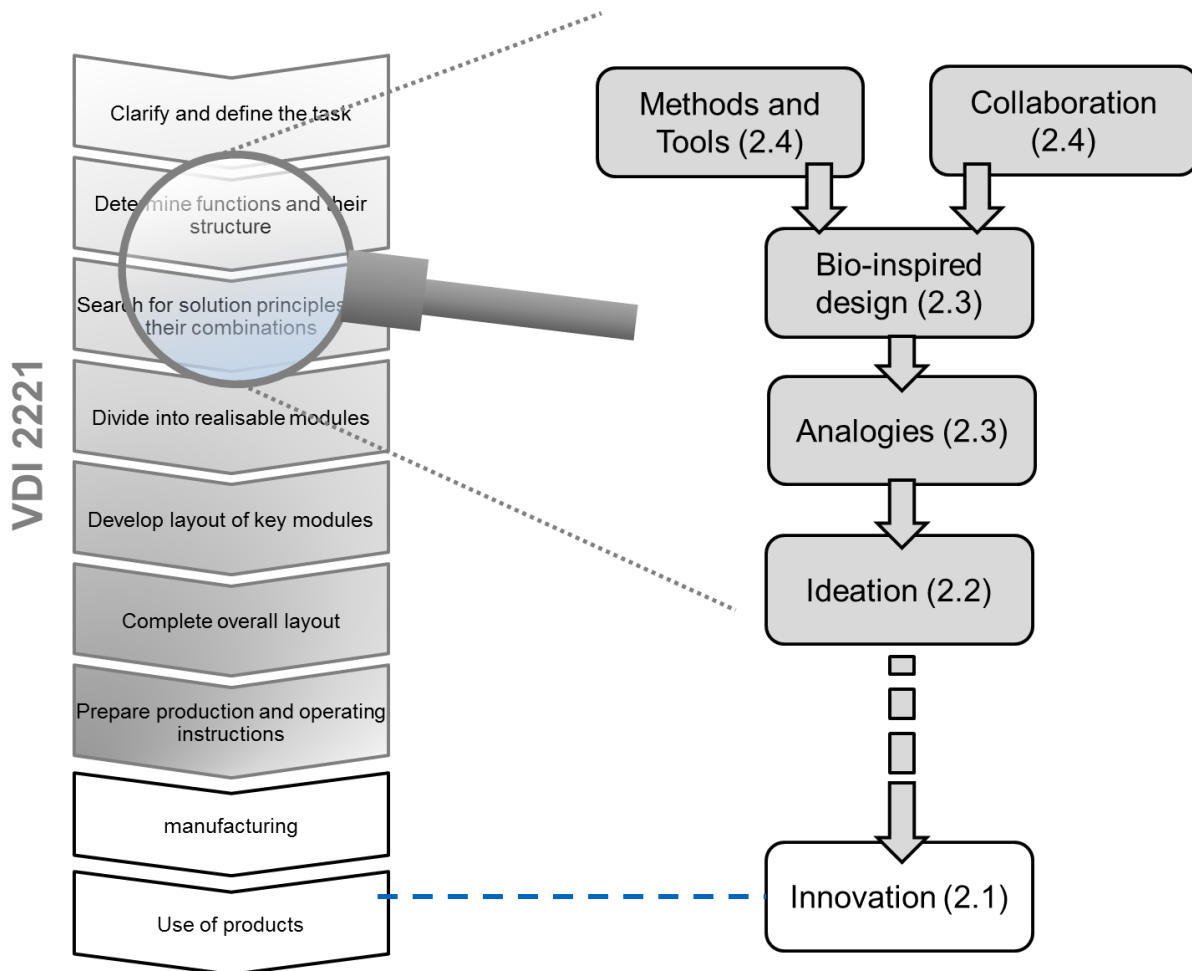 VDI 2221
Clarify and define the task
Determine functions and their
structure
Search for solution principles
their combinations
Divide into realisable modules
Develop layout of key modules
Complete overall layout
Prepare production and operating
instructions
manufacturing
Use of products
Methods and
Tools (2.4)
Collaboration
(2.4)
Bio-inspired
design (2.3)
Analogies (2.3)
Ideation (2.2)
Innovation (2.1)